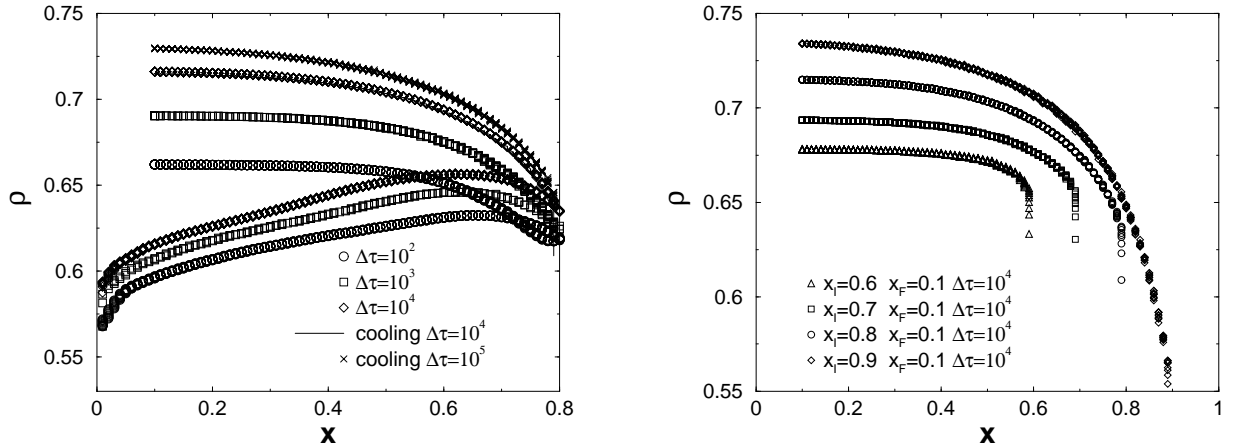 0.75
0.7
0.65
0.6
0.55
ρ
0 0.2 0.4 0.6 0.8
x
Δτ=10^2
Δτ=10^3
Δτ=10^4
cooling Δτ=10^4
cooling Δτ=10^5
0.75
0.7
0.65
0.6
0.55
ρ
0 0.2 0.4 0.6 0.8 1
x
x_I=0.6 x_F=0.1 Δτ=10^4
x_I=0.7 x_F=0.1 Δτ=10^4
x_I=0.8 x_F=0.1 Δτ=10^4
x_I=0.9 x_F=0.1 Δτ=10^4